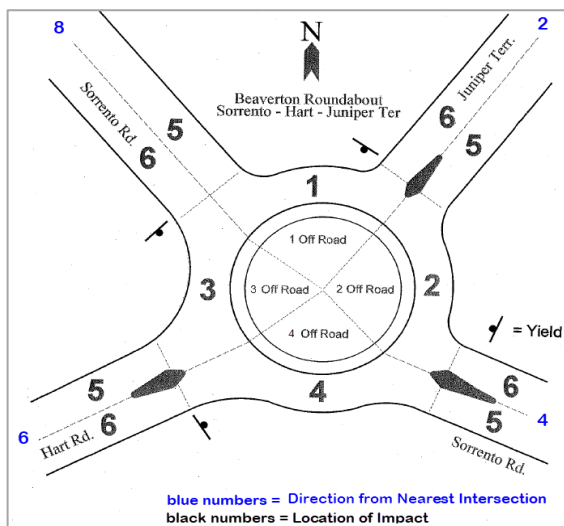 8
2
N
Beaverton Roundabout
Sorrento - Hart - Juniper Ter
Sorrento Rd.
5
6
Juniper Terr.
6
5
1
1 Off Road
3
3 Off Road
2 Off Road
2
4 Off Road
= Yield
4
5
6
6
Hart Rd.
6
5
4
Sorrento Rd.
blue numbers = Direction from Nearest Intersection
black numbers = Location of Impact